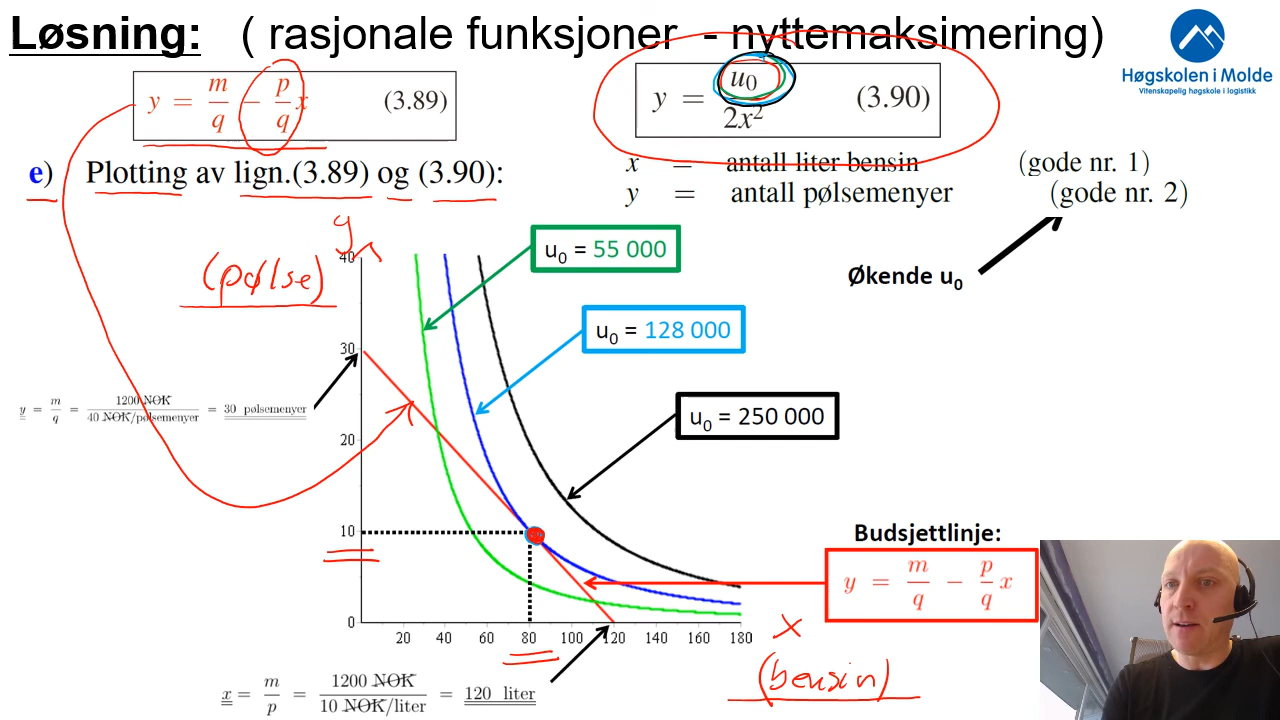 Løsning: ( rasjonale funksjoner - nyttemaksimering)
Høgskolen i Molde
Vitenskapelig høgskole i logistikk
y = m/q − p/q x (3.89)
y = u₀/2x² (3.90)
e) Plotting av lign.(3.89) og (3.90):
x = antall liter bensin (gode nr. 1)
y = antall pølsemenyer (gode nr. 2)
y
(pølse)
Økende u₀
u₀ = 55 000
u₀ = 128 000
u₀ = 250 000
40
30
20
10
0
y = m/q = 1200 NOK/40 NOK/pølsemenyer = 30 pølsemenyer
Budsjettlinje:
y = m/q − p/q x
20 40 60 80 100 120 140 160 180
x
(bensin)
x = m/p = 1200 NOK/10 NOK/liter = 120 liter